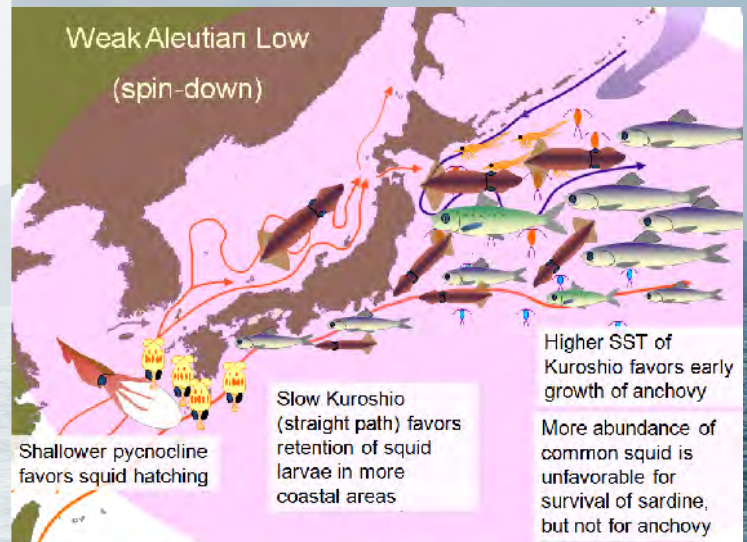 Weak Aleutian Low
(spin-down)
Higher SST of
Kuroshio favors early
growth of anchovy
Slow Kuroshio
(straight path) favors
retention of squid
larvae in more
coastal areas
Shallower pycnocline
favors squid hatching
More abundance of
common squid is
unfavorable for
survival of sardine,
but not for anchovy